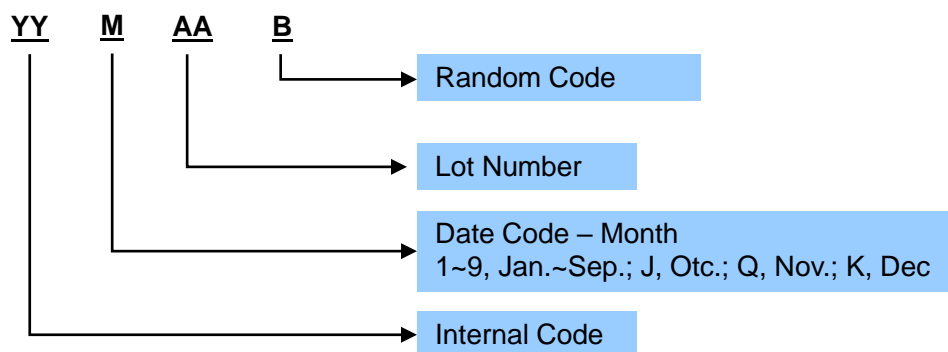 YY M AA B
Random Code
Lot Number
Date Code – Month
1~9, Jan.~Sep.; J, Otc.; Q, Nov.; K, Dec
Internal Code